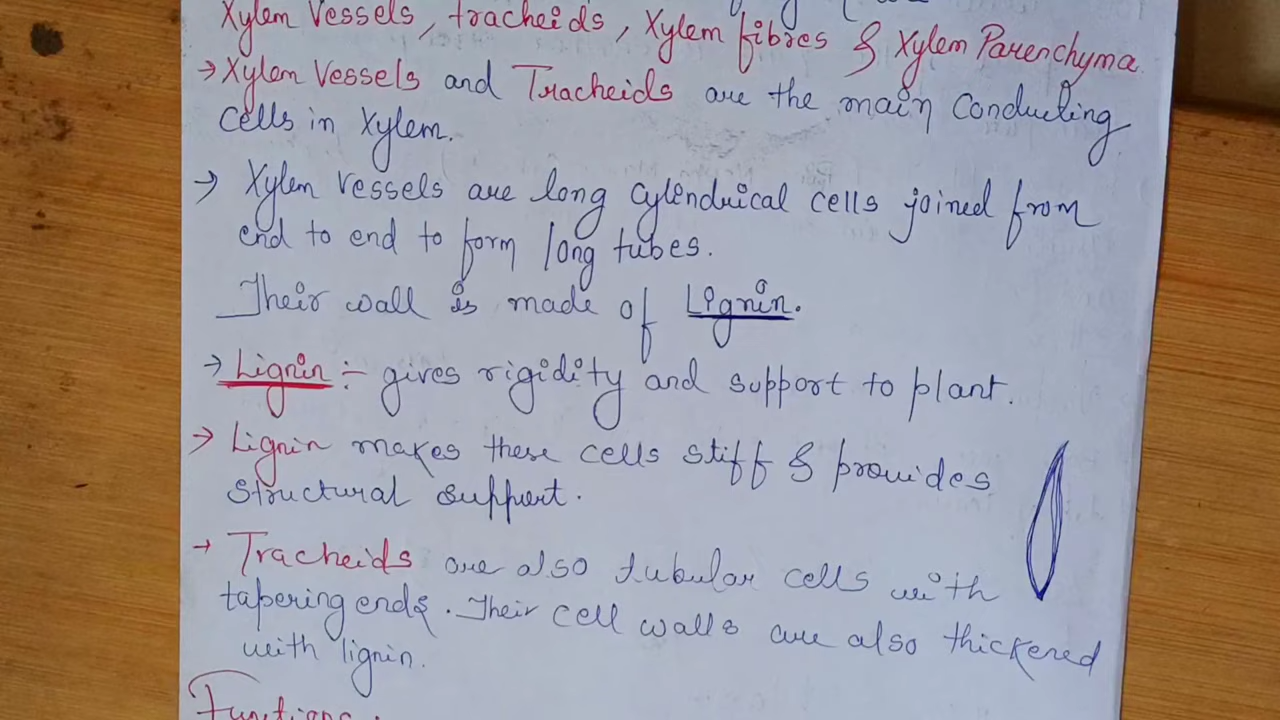 Xylem Vessels, tracheids, Xylem fibres & Xylem Parenchyma
→ Xylem Vessels and Tracheids are the main conducting
cells in Xylem.
→ Xylem vessels are long cylindrical cells joined from
end to end to form long tubes.
Their wall is made of Lignin.
→ Lignin :- gives rigidity and support to plant.
→ Lignin makes these cells stiff & provides
structural support.
→ Tracheids are also tubular cells with
tapering ends. Their cell walls are also thickened
with lignin.
Functions: